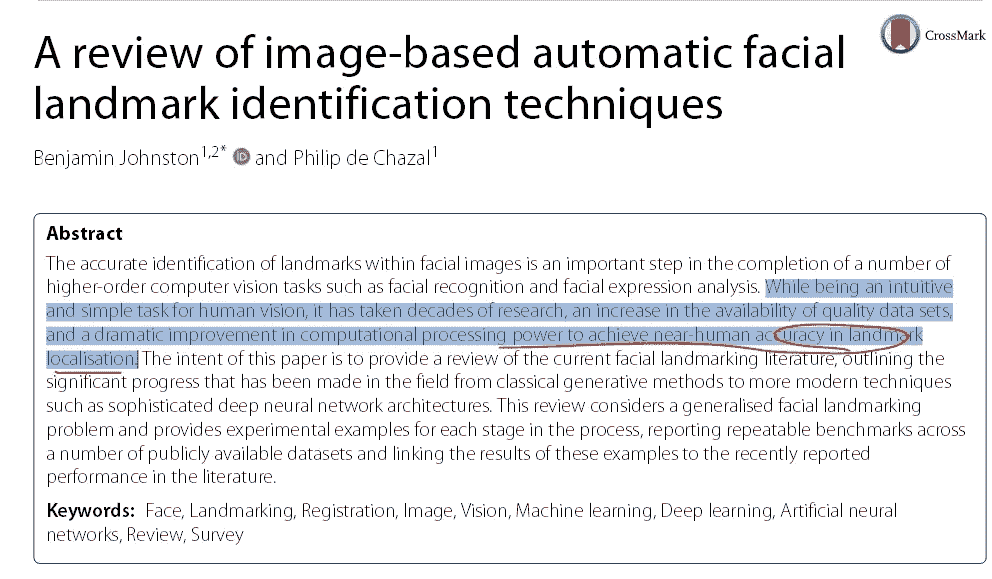 CrossMark
A review of image-based automatic facial
landmark identification techniques
Benjamin Johnston1,2* iD and Philip de Chazal1
Abstract
The accurate identification of landmarks within facial images is an important step in the completion of a number of
higher-order computer vision tasks such as facial recognition and facial expression analysis. While being an intuitive
and simple task for human vision, it has taken decades of research, an increase in the availability of quality data sets,
and a dramatic improvement in computational processing power to achieve near-human accuracy in landmark
localisation. The intent of this paper is to provide a review of the current facial landmarking literature, outlining the
significant progress that has been made in the field from classical generative methods to more modern techniques
such as sophisticated deep neural network architectures. This review considers a generalised facial landmarking
problem and provides experimental examples for each stage in the process, reporting repeatable benchmarks across
a number of publicly available datasets and linking the results of these examples to the recently reported
performance in the literature.
Keywords: Face, Landmarking, Registration, Image, Vision, Machine learning, Deep learning, Artificial neural
networks, Review, Survey